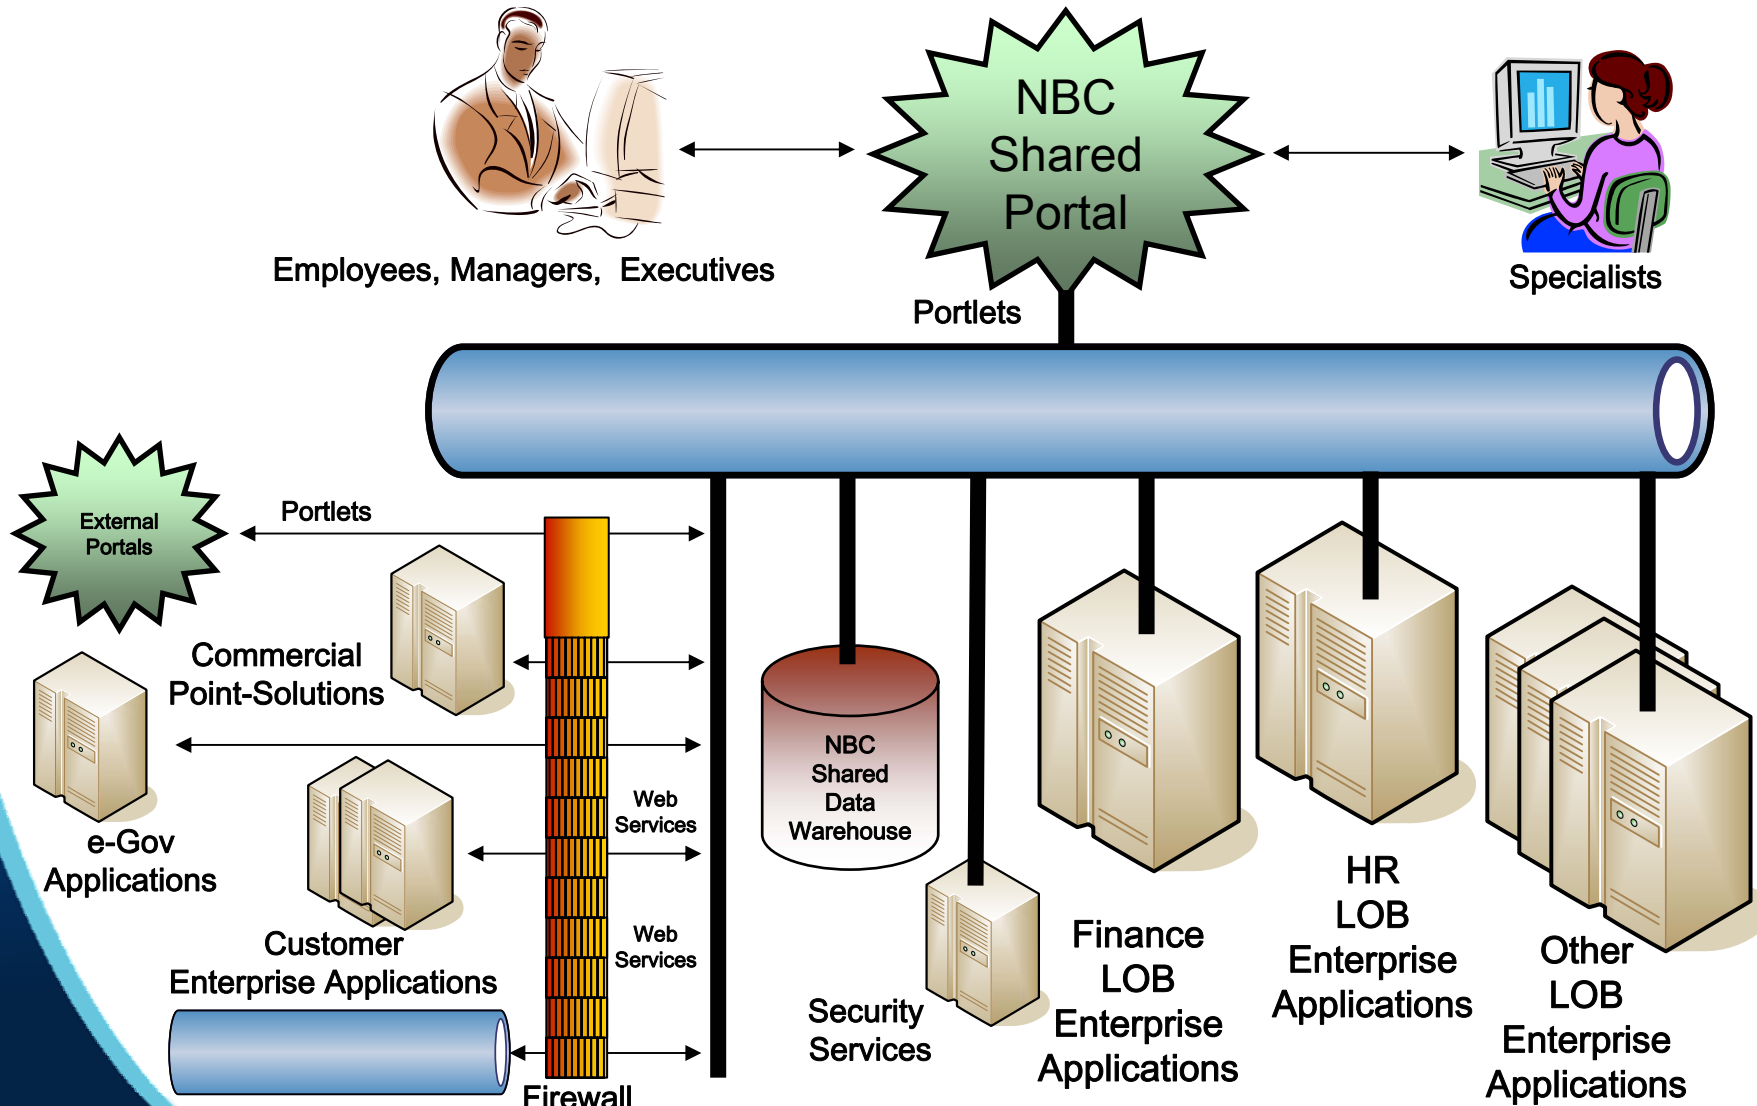 NBC
Shared
Portal
Employees, Managers,  Executives
Specialists
Portlets
External
Portals
Portlets
Commercial
Point-Solutions
e-Gov
Applications
Web
Services
Customer
Enterprise Applications
Web
Services
Firewall
NBC
Shared
Data
Warehouse
Security
Services
Finance
LOB
Enterprise
Applications
HR
LOB
Enterprise
Applications
Other
LOB
Enterprise
Applications